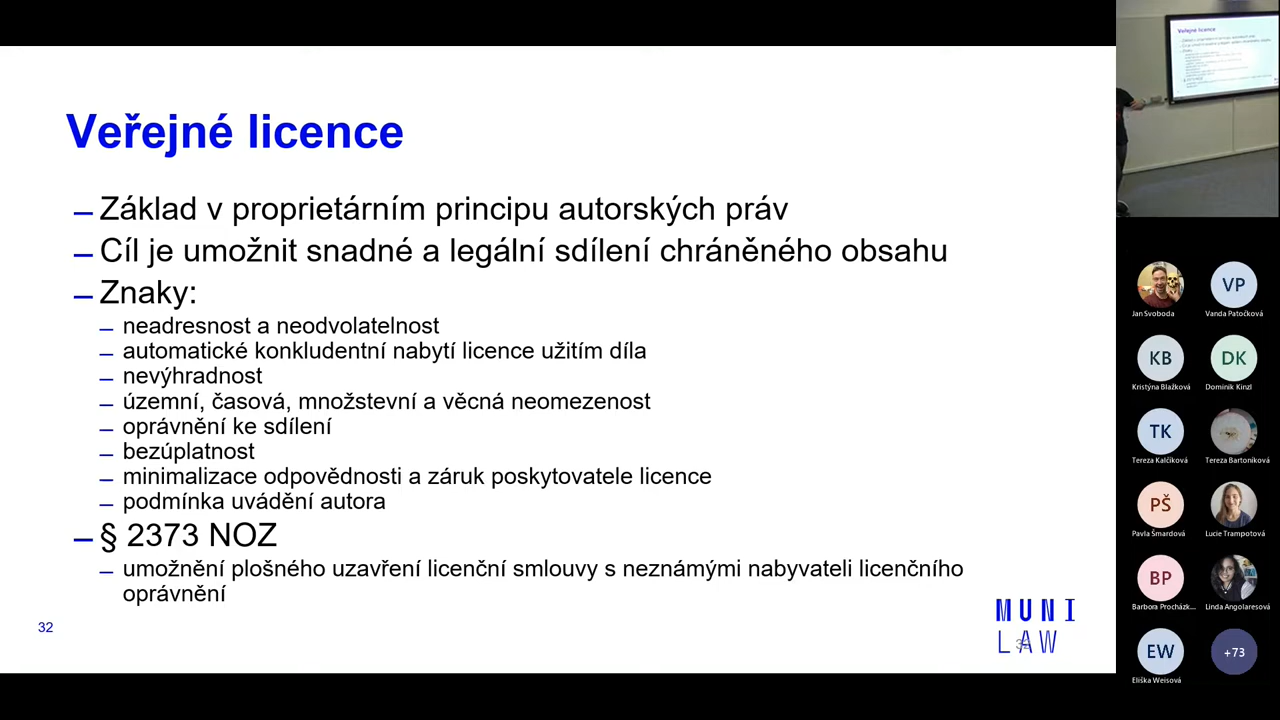 Veřejné licence
– Základ v proprietárním principu autorských práv
– Cíl je umožnit snadné a legální sdílení chráněného obsahu
– Znaky:
– neadresnost a neodvolatelnost
– automatické konkludentní nabytí licence užitím díla
– nevýhradnost
– územní, časová, množstevní a věcná neomezenost
– oprávnění ke sdílení
– bezúplatnost
– minimalizace odpovědnosti a záruk poskytovatele licence
– podmínka uvádění autora
– § 2373 NOZ
– umožnění plošného uzavření licenční smlouvy s neznámými nabyvateli licenčního
oprávnění
32
MUNI
LAW
Veřejné licence
Jan Svoboda
VP
Vanda Patočková
KB
Kristýna Blažková
DK
Dominik Kinzl
TK
Tereza Kalčíková
Tereza Bartoníková
PŠ
Pavla Šmardová
Lucie Trampotová
BP
Barbora Procházk...
Linda Angolaresová
EW
Eliška Weisová
+73